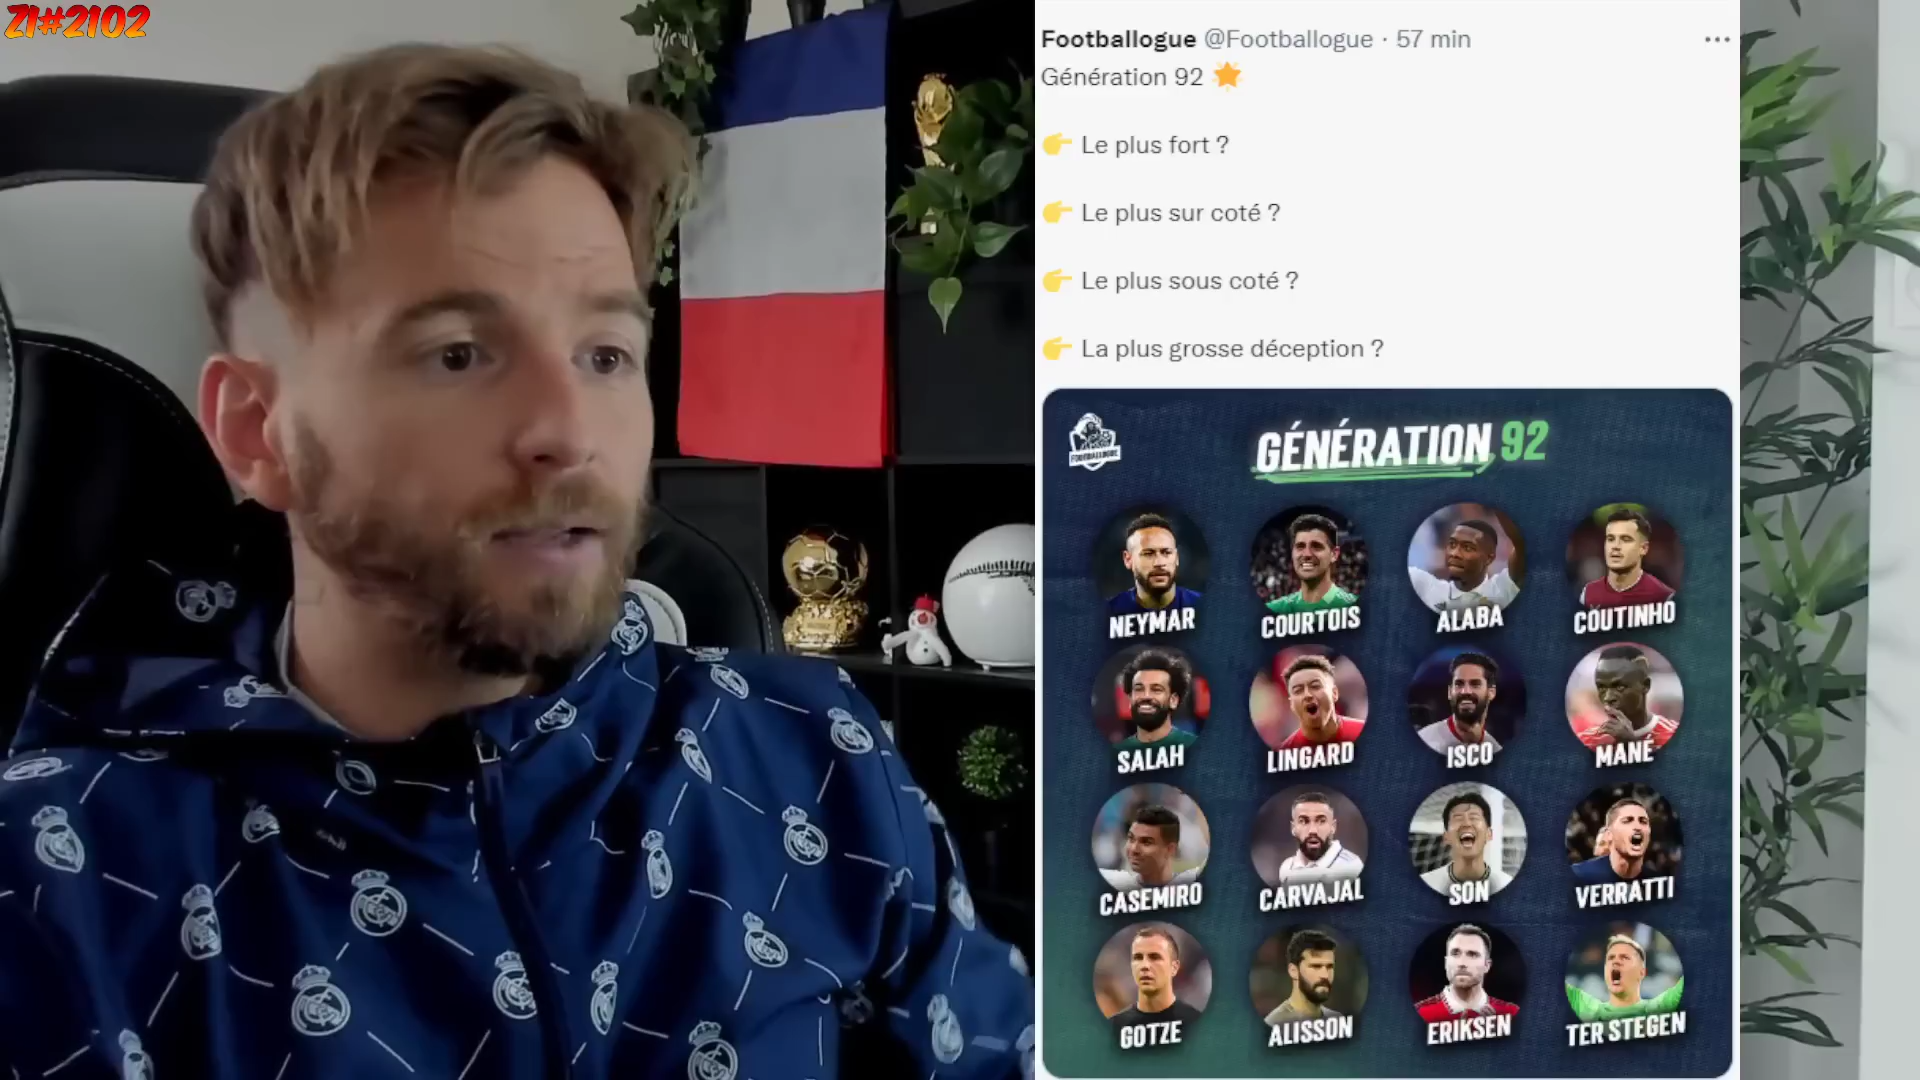 Z1#2102
Footballogue @Footballogue · 57 min
Génération 92 🌟
👉 Le plus fort ?
👉 Le plus sur coté ?
👉 Le plus sous coté ?
👉 La plus grosse déception ?
FOOTBALLOGUE
GÉNÉRATION 92
NEYMAR COURTOIS ALABA COUTINHO
SALAH LINGARD ISCO MANÉ
CASEMIRO CARVAJAL SON VERRATTI
GOTZE ALISSON ERIKSEN TER STEGEN